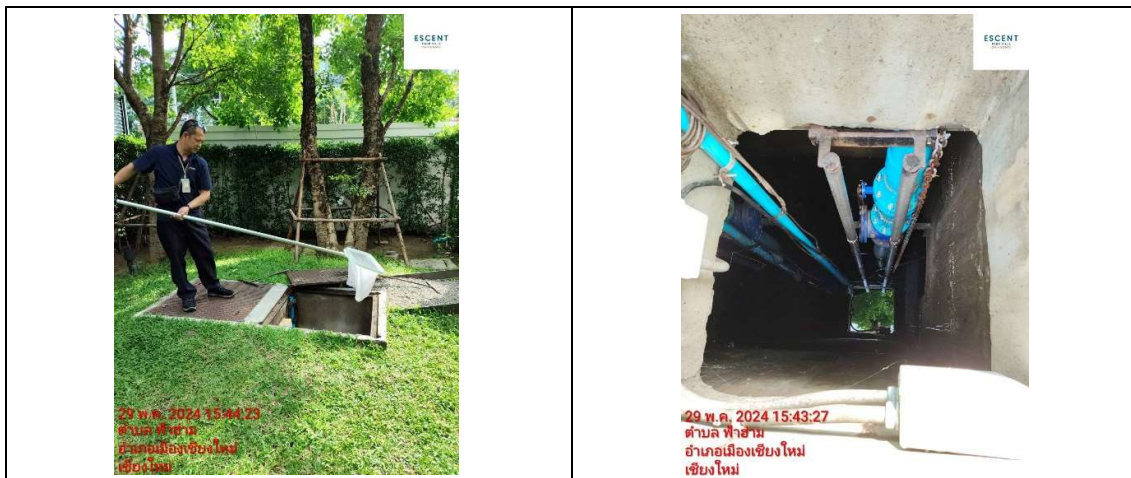 ESCENT
29 พ.ค. 2024 15:44:23
ตำบล ฟ้าฮ่าม
อำเภอเมืองเชียงใหม่
เชียงใหม่
ESCENT
29 พ.ค. 2024 15:43:27
ตำบล ฟ้าฮ่าม
อำเภอเมืองเชียงใหม่
เชียงใหม่